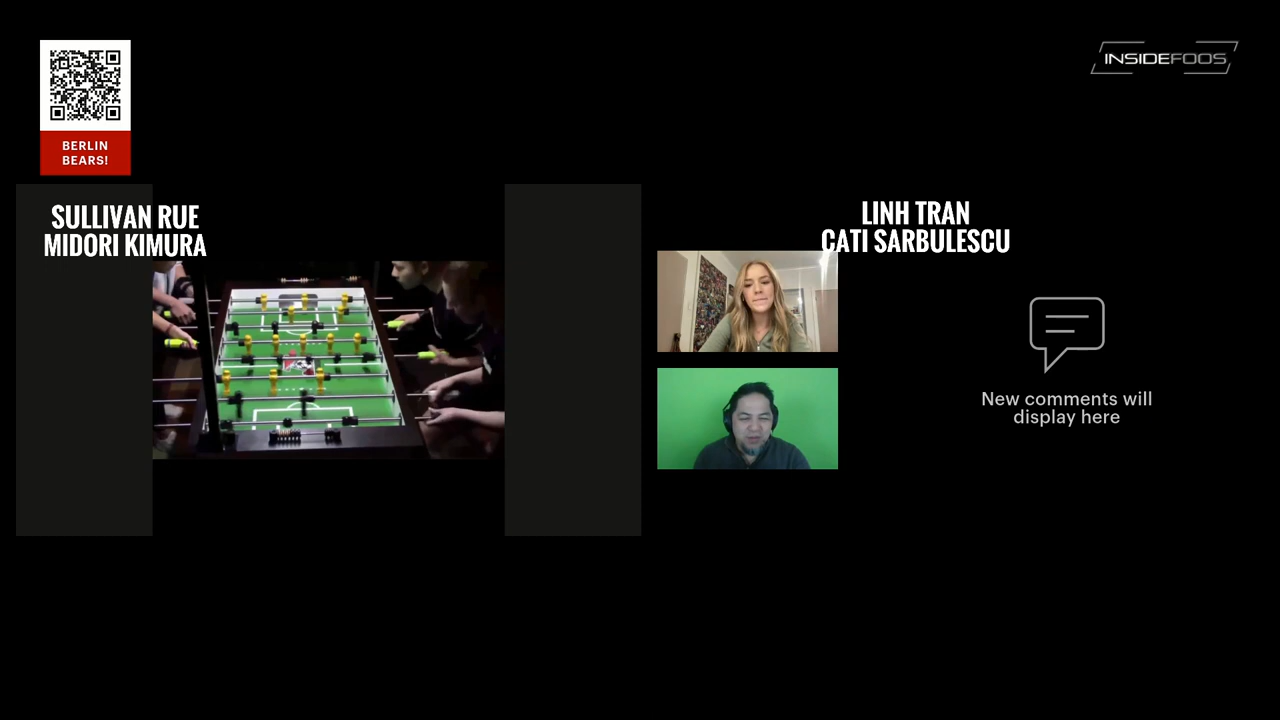 INSIDEFOOS
BERLIN
BEARS!
SULLIVAN RUE
MIDORI KIMURA
LINH TRAN
CATI SARBULESCU
New comments will
display here